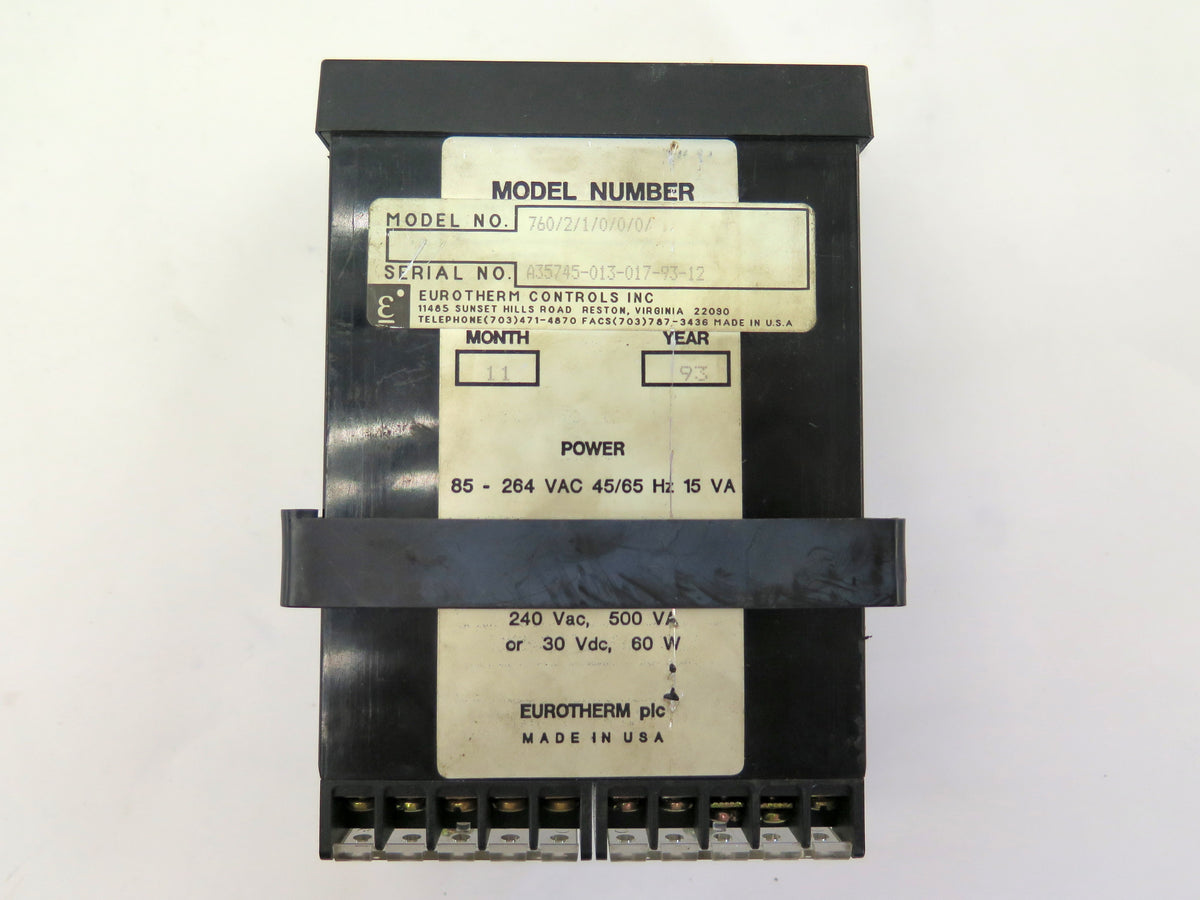 MODEL NUMBER
MODEL NO. 760/2/1/0/0/0/
SERIAL NO. A35745-013-017-93-12
EUROTHERM CONTROLS INC
11485 SUNSET HILLS ROAD RESTON, VIRGINIA 22090
TELEPHONE(703)471-4870 FACS(703)787-3436 MADE IN U.S.A
MONTH YEAR
11 93
POWER
85 - 264 VAC 45/65 Hz 15 VA
240 Vac, 500 VA
or 30 Vdc, 60 W
EUROTHERM plc
MADE IN USA